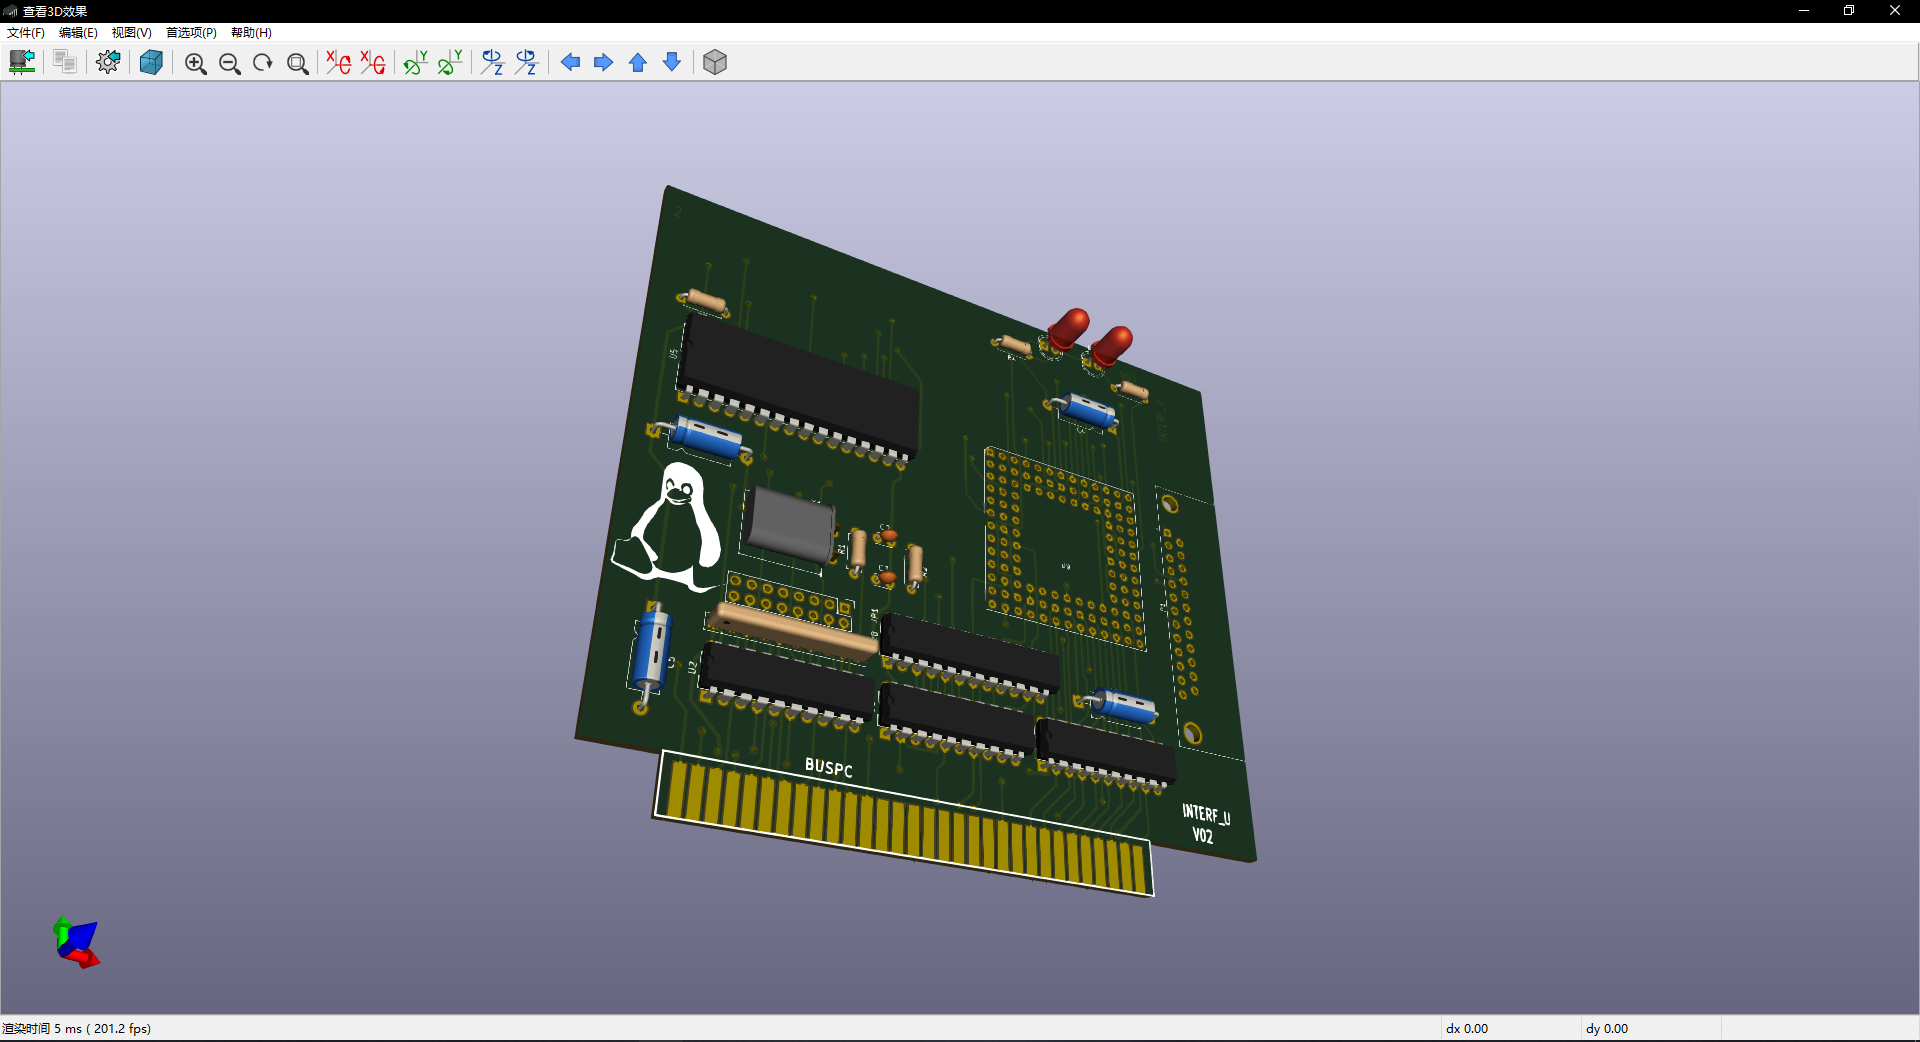 查看3D效果
文件(F) 编辑(E) 视图(V) 首选项(P) 帮助(H)
X X Y Y Z Z
U5
R1
U2
BUSPC
INTERF_U
V02
渲染时间 5 ms ( 201.2 fps)
dx 0.00
dy 0.00